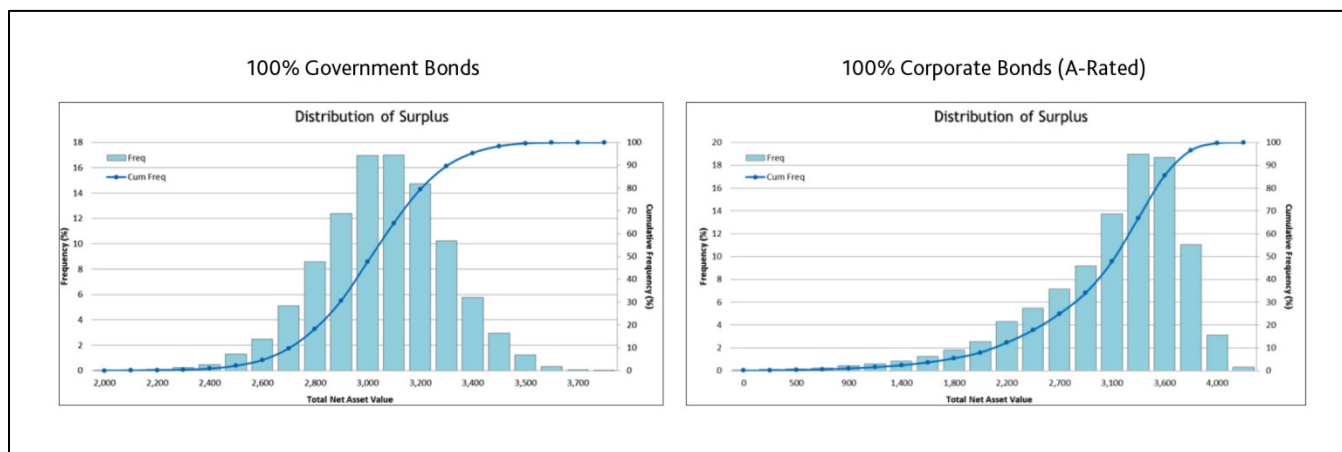 100% Government Bonds
Distribution of Surplus
Freq
Cum Freq
18
16
14
12
10
8
6
4
2
0
Frequency (%)
100
90
80
70
60
50
40
30
20
10
0
Cumulative Frequency (%)
2,000 2,200 2,400 2,600 2,800 3,000 3,200 3,400 3,500 3,700
Total Net Asset Value
100% Corporate Bonds (A-Rated)
Distribution of Surplus
Freq
Cum Freq
20
18
16
14
12
10
8
6
4
2
0
Frequency (%)
100
90
80
70
60
50
40
30
20
10
0
Cumulative Frequency (%)
0 500 900 1,400 1,800 2,200 2,700 3,100 3,600 4,000
Total Net Asset Value